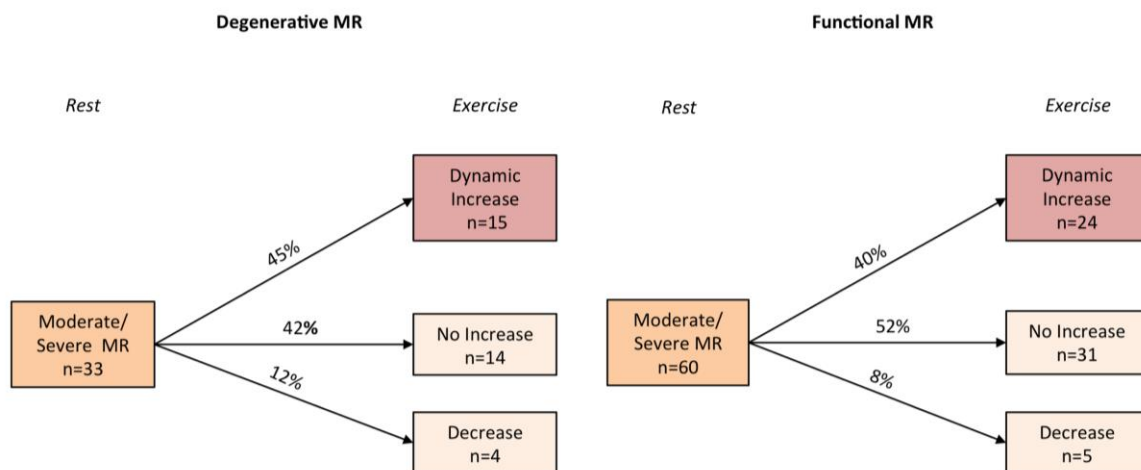 Degenerative MR
Rest
Exercise
Dynamic
Increase
n=15
45%
Moderate/
Severe MR
n=33
42%
No Increase
n=14
12%
Decrease
n=4
Functional MR
Rest
Exercise
Dynamic
Increase
n=24
40%
Moderate/
Severe MR
n=60
52%
No Increase
n=31
8%
Decrease
n=5